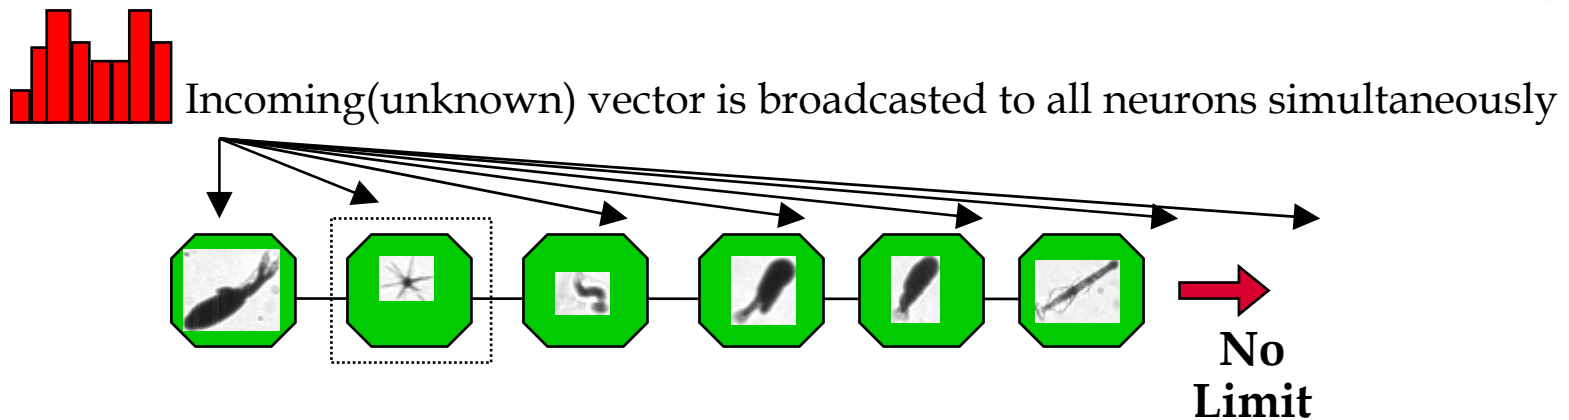 Incoming(unknown) vector is broadcasted to all neurons simultaneously
No
Limit